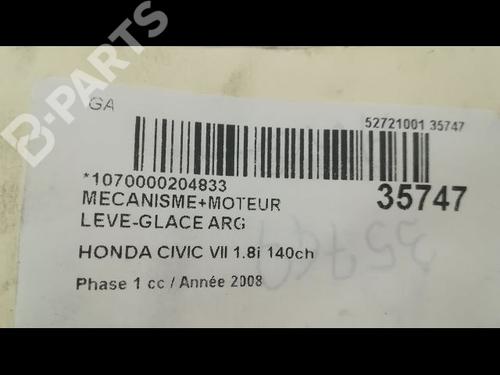 B-PARTS
GA
52721001 35747
*1070000204833
35747
MECANISME+MOTEUR
LEVE-GLACE ARG
HONDA CIVIC VII 1.8i 140ch
Phase 1 cc / Année 2008